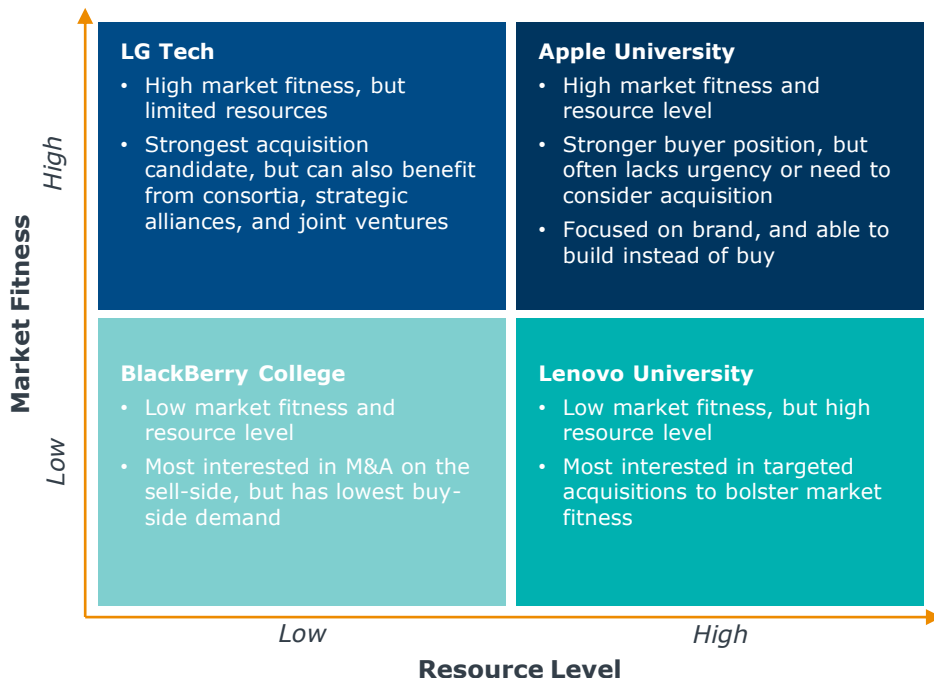 Market Fitness
High
Low
LG Tech
• High market fitness, but
limited resources
• Strongest acquisition
candidate, but can also benefit
from consortia, strategic
alliances, and joint ventures
Apple University
• High market fitness and
resource level
• Stronger buyer position, but
often lacks urgency or need to
consider acquisition
• Focused on brand, and able to
build instead of buy
BlackBerry College
• Low market fitness and
resource level
• Most interested in M&A on the
sell-side, but has lowest buy-
side demand
Lenovo University
• Low market fitness, but high
resource level
• Most interested in targeted
acquisitions to bolster market
fitness
Low
High
Resource Level